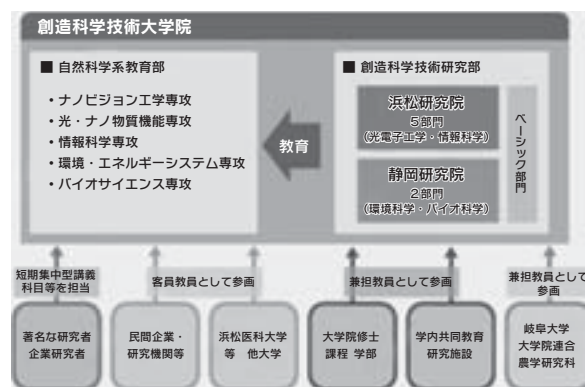 創造科学技術大学院
■ 自然科学系教育部
・ナノビジョン工学専攻
・光・ナノ物質機能専攻
・情報科学専攻
・環境・エネルギーシステム専攻
・バイオサイエンス専攻
教育
■ 創造科学技術研究部
浜松研究院
5部門
(光電子工学・情報科学)
静岡研究院
2部門
(環境科学・バイオ科学)
ベーシック部門
短期集中型講義
科目等を担当
客員教員として参画
兼担教員として参画
兼担教員として
参画
著名な研究者
企業研究者
民間企業・
研究機関等
浜松医科大学
等 他大学
大学院修士
課程 学部
学内共同教育
研究施設
岐阜大学
大学院連合
農学研究科